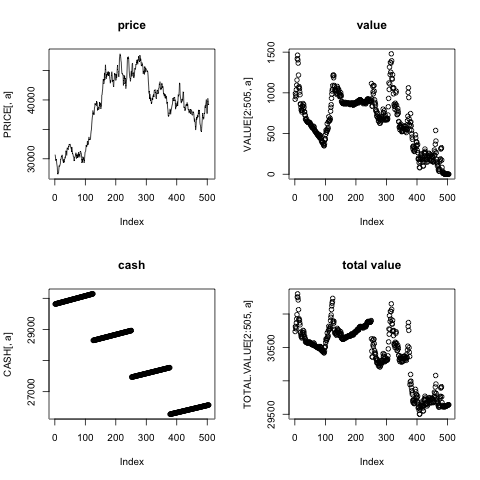 price
PRICE[, a]
30000
40000
0
100
200
300
400
500
Index
value
VALUE[2:505, a]
0
500
1000
1500
0
100
200
300
400
500
Index
cash
CASH[, a]
27000
29000
0
100
200
300
400
500
Index
total value
TOTAL.VALUE[2:505, a]
29500
30500
0
100
200
300
400
500
Index